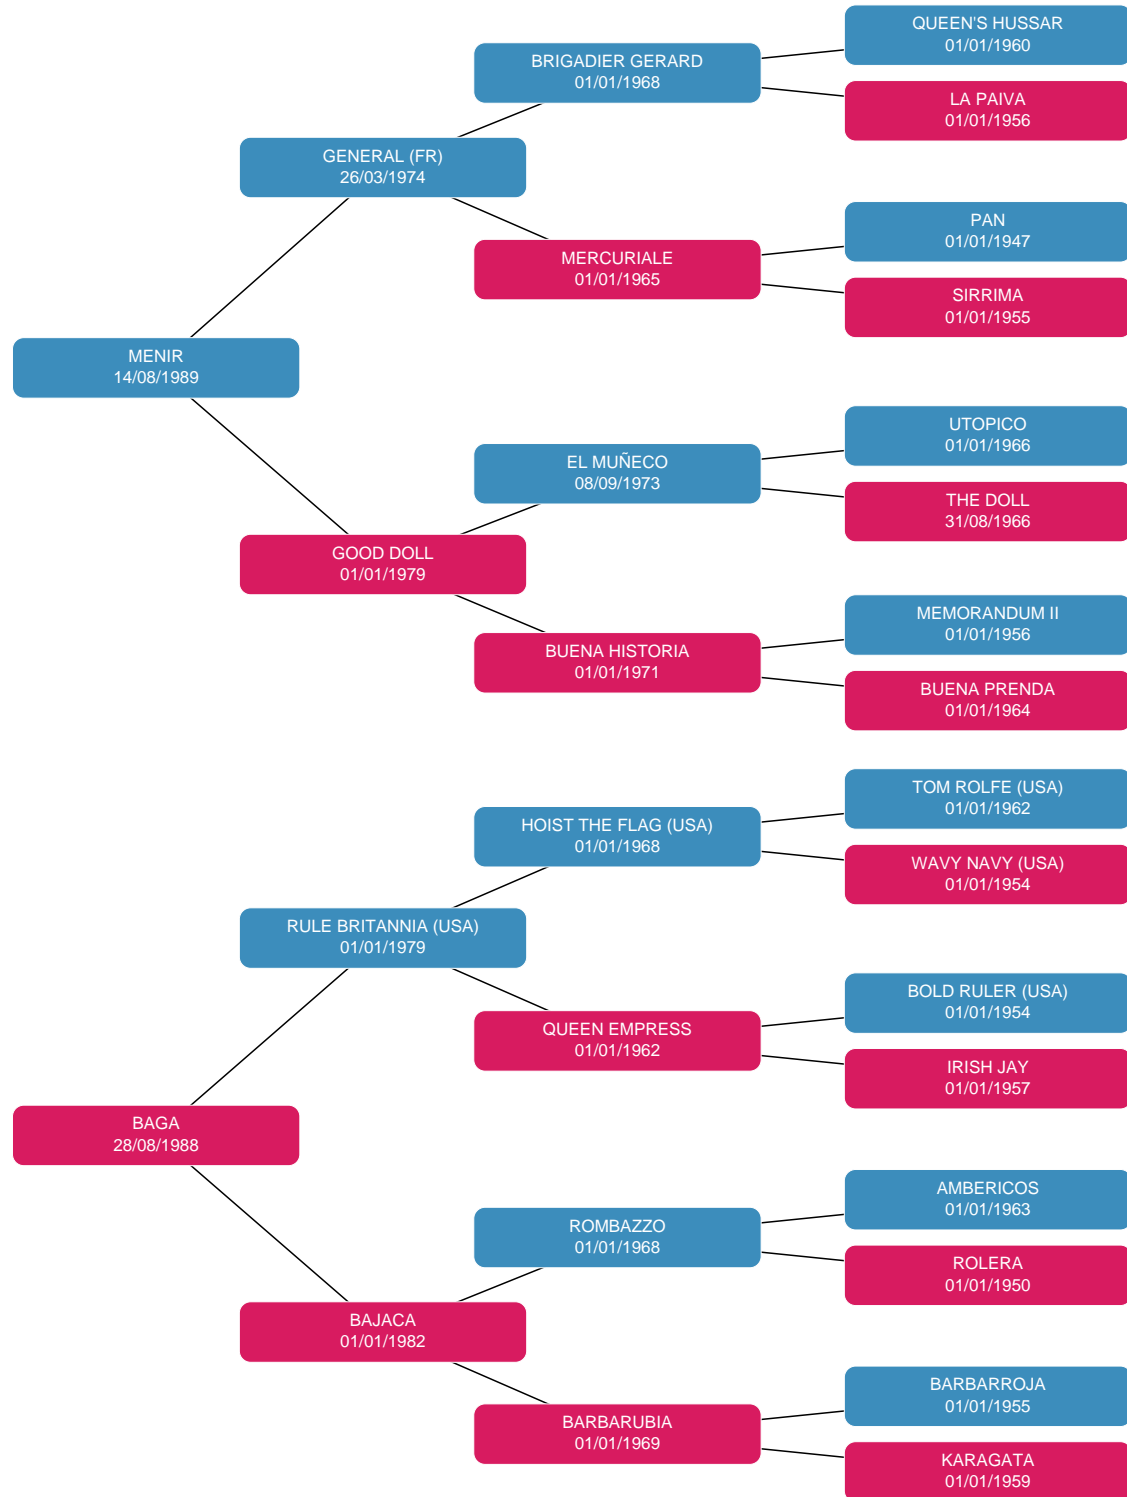 QUEEN'S HUSSAR
01/01/1960
BRIGADIER GERARD
01/01/1968
LA PAIVA
01/01/1956
GENERAL (FR)
26/03/1974
PAN
01/01/1947
MERCURIALE
01/01/1965
SIRRIMA
01/01/1955
MENIR
14/08/1989
UTOPICO
01/01/1966
EL MUÑECO
08/09/1973
THE DOLL
31/08/1966
GOOD DOLL
01/01/1979
MEMORANDUM II
01/01/1956
BUENA HISTORIA
01/01/1971
BUENA PRENDA
01/01/1964
TOM ROLFE (USA)
01/01/1962
HOIST THE FLAG (USA)
01/01/1968
WAVY NAVY (USA)
01/01/1954
RULE BRITANNIA (USA)
01/01/1979
BOLD RULER (USA)
01/01/1954
QUEEN EMPRESS
01/01/1962
IRISH JAY
01/01/1957
BAGA
28/08/1988
AMBERICOS
01/01/1963
ROMBAZZO
01/01/1968
ROLERA
01/01/1950
BAJACA
01/01/1982
BARBARROJA
01/01/1955
BARBARUBIA
01/01/1969
KARAGATA
01/01/1959